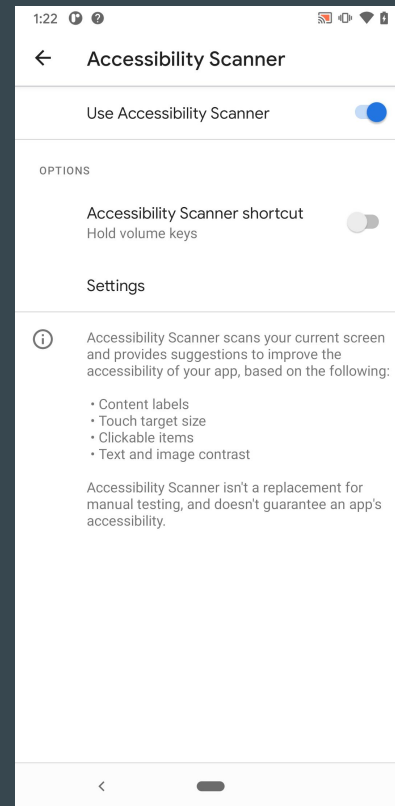 1:22
Accessibility Scanner
Use Accessibility Scanner
OPTIONS
Accessibility Scanner shortcut
Hold volume keys
Settings
Accessibility Scanner scans your current screen
and provides suggestions to improve the
accessibility of your app, based on the following:
• Content labels
• Touch target size
• Clickable items
• Text and image contrast
Accessibility Scanner isn't a replacement for
manual testing, and doesn't guarantee an app's
accessibility.